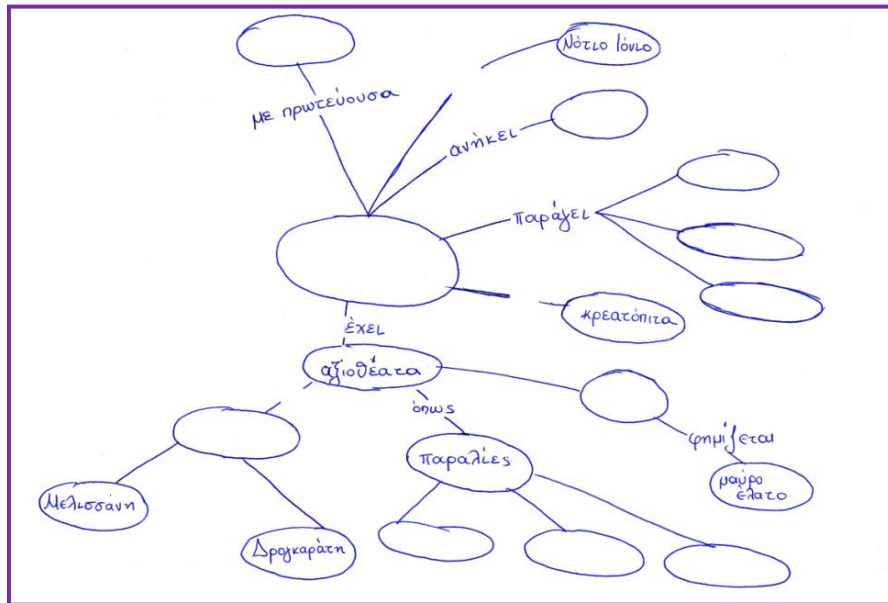 Νότιο Ιόνιο
με πρωτεύουσα
ανήκει
παράγει
κρεατόπιτα
έχει
αξιοθέατα
όπως
φημίζεται
παραλίες
μαύρο
έλατο
Μελισσάνη
Δρογκαράτη